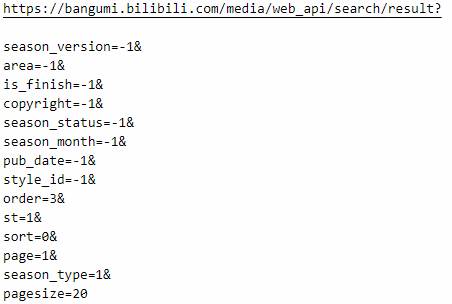 https://bangumi.bilibili.com/media/web_api/search/result?
season_version=-1&
area=-1&
is_finish=-1&
copyright=-1&
season_status=-1&
season_month=-1&
pub_date=-1&
style_id=-1&
order=3&
st=1&
sort=0&
page=1&
season_type=1&
pagesize=20